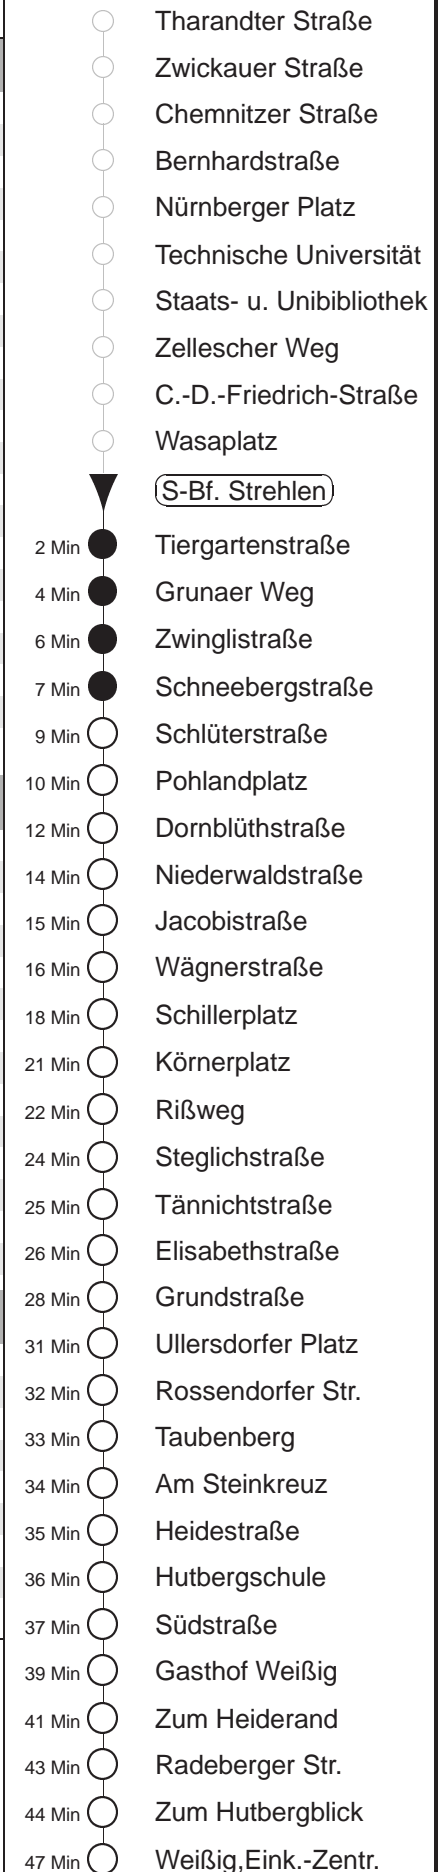 Tharandter Straße
Zwickauer Straße
Chemnitzer Straße
Bernhardstraße
Nürnberger Platz
Technische Universität
Staats- u. Unibibliothek
Zellescher Weg
C.-D.-Friedrich-Straße
Wasaplatz
S-Bf. Strehlen
2 Min Tiergartenstraße
4 Min Grunaer Weg
6 Min Zwinglistraße
7 Min Schneebergstraße
9 Min Schlüterstraße
10 Min Pohlandplatz
12 Min Dornblüthstraße
14 Min Niederwaldstraße
15 Min Jacobistraße
16 Min Wägnerstraße
18 Min Schillerplatz
21 Min Körnerplatz
22 Min Rißweg
24 Min Steglichstraße
25 Min Tännichtstraße
26 Min Elisabethstraße
28 Min Grundstraße
31 Min Ullersdorfer Platz
32 Min Rossendorfer Str.
33 Min Taubenberg
34 Min Am Steinkreuz
35 Min Heidestraße
36 Min Hutbergschule
37 Min Südstraße
39 Min Gasthof Weißig
41 Min Zum Heiderand
43 Min Radeberger Str.
44 Min Zum Hutbergblick
47 Min Weißig,Eink.-Zentr.